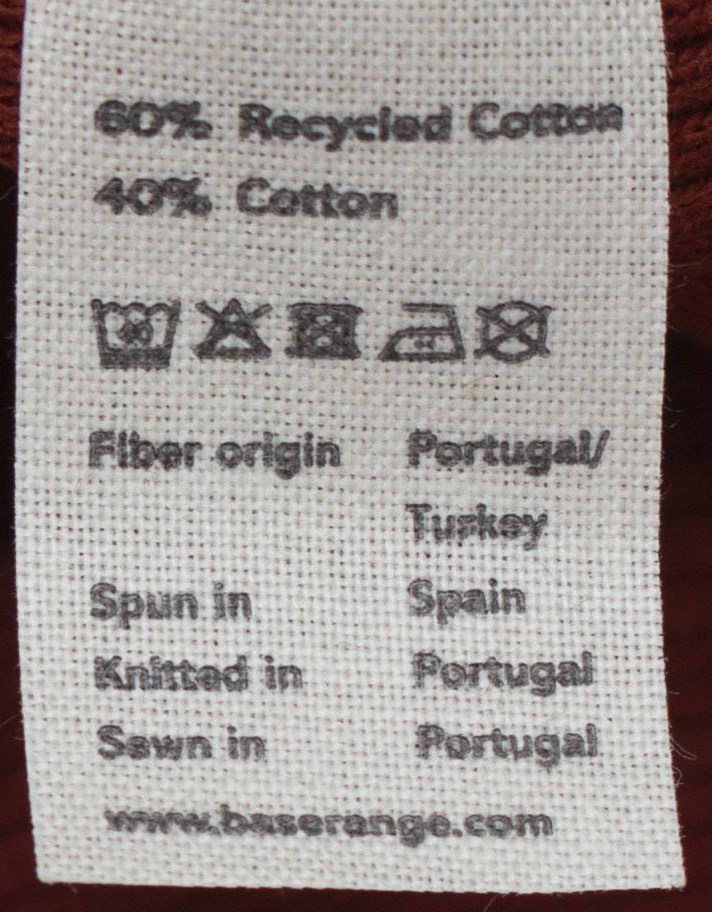 60% Recycled Cotton
40% Cotton
Fiber origin Portugal/
Turkey
Spun in Spain
Knitted in Portugal
Sewn in Portugal
www.baserange.com